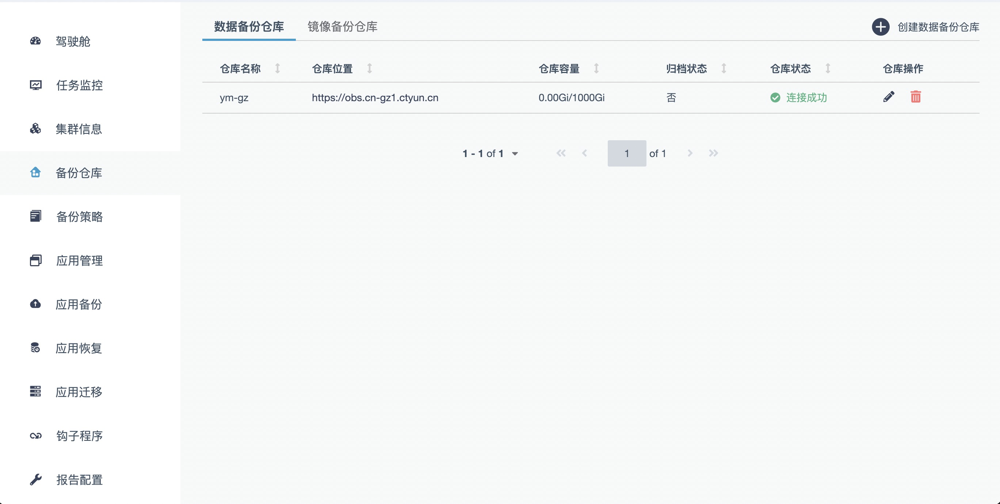 驾驶舱
任务监控
集群信息
备份仓库
备份策略
应用管理
应用备份
应用恢复
应用迁移
钩子程序
报告配置
数据备份仓库 镜像备份仓库 创建数据备份仓库
仓库名称 仓库位置 仓库容量 归档状态 仓库状态 仓库操作
ym-gz https://obs.cn-gz1.ctyun.cn 0.00Gi/1000Gi 否 连接成功
1 - 1 of 1 1 of 1